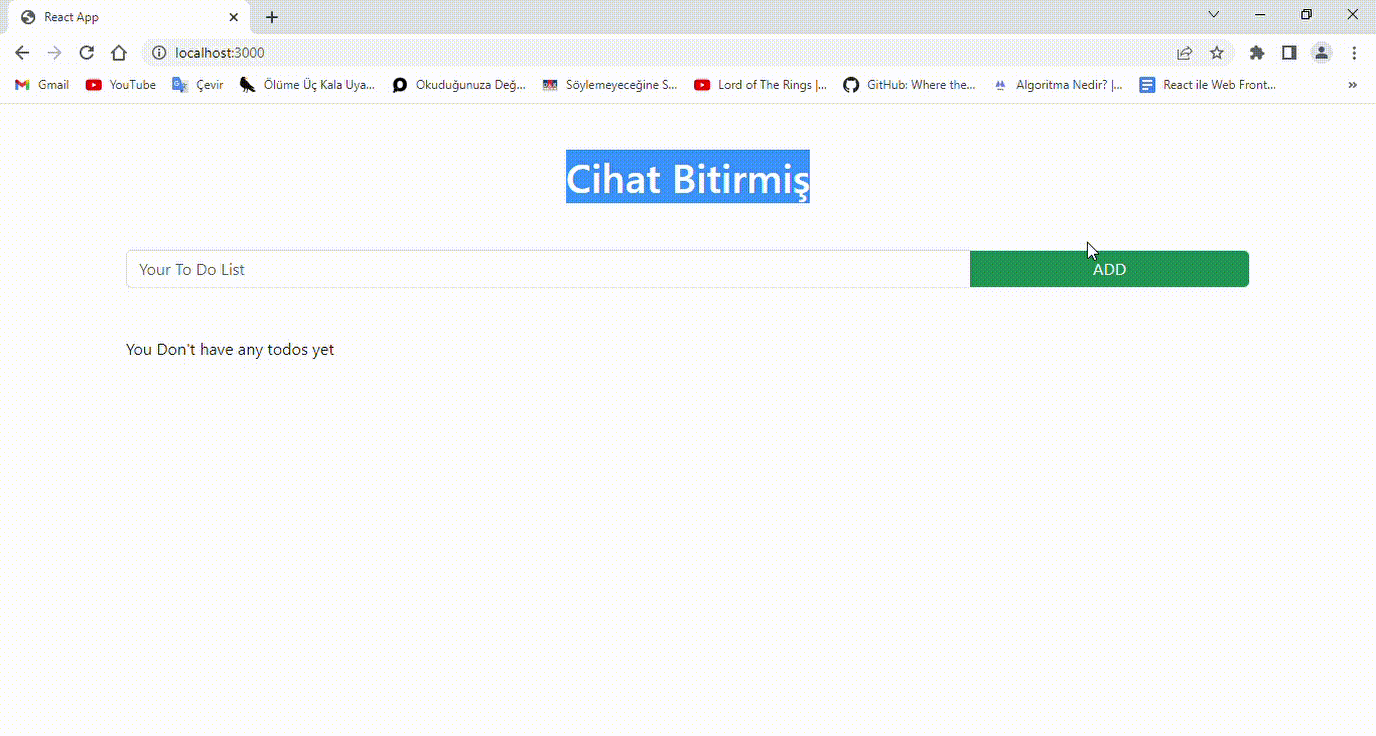 React App
localhost:3000
Gmail YouTube Çevir Ölüme Üç Kala Uya... Okuduğunuza Değ... Söylemeyeceğine S... Lord of The Rings |... GitHub: Where the... Algoritma Nedir? |... React ile Web Front... »
Cihat Bitirmiş
Your To Do List ADD
You Don't have any todos yet